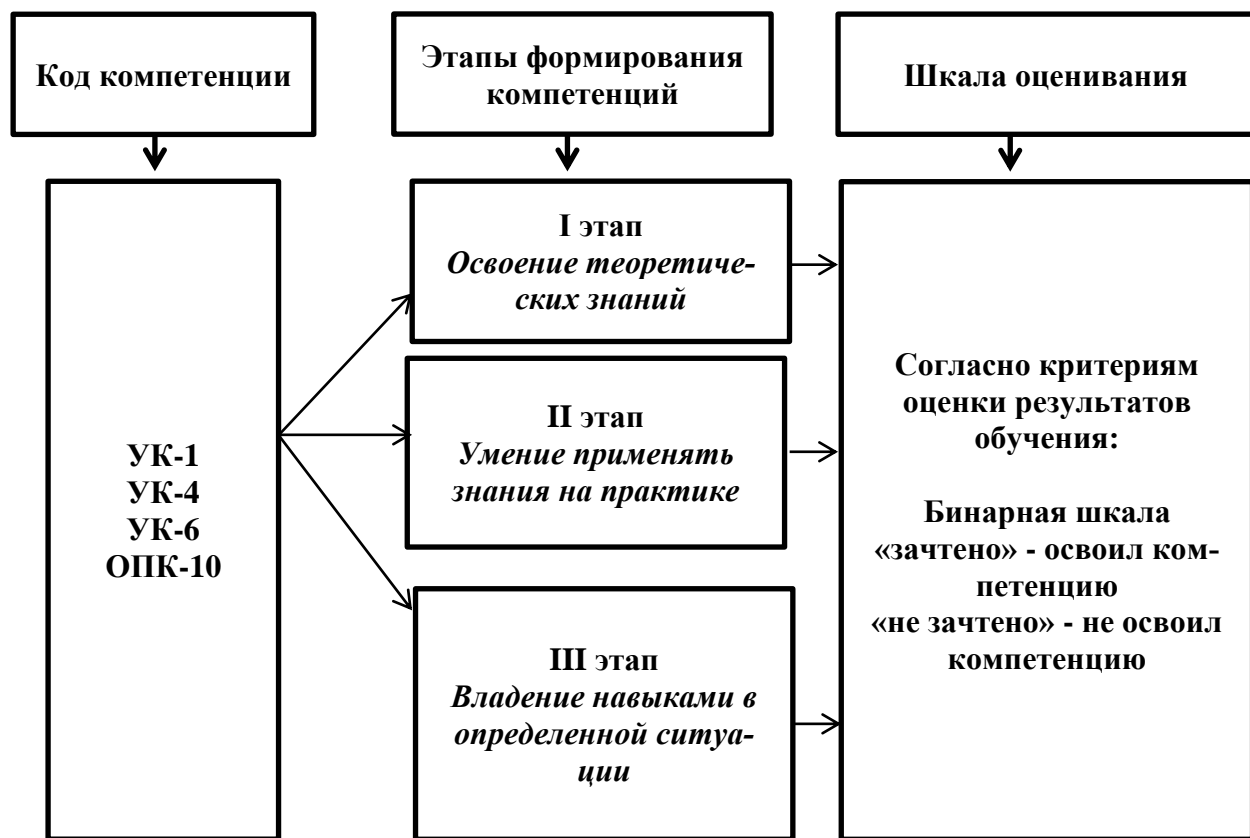 Код компетенции
Этапы формирования
компетенций
Шкала оценивания
УК-1
УК-4
УК-6
ОПК-10
I этап
Освоение теоретиче-
ских знаний
II этап
Умение применять
знания на практике
III этап
Владение навыками в
определенной ситуа-
ции
Согласно критериям
оценки результатов
обучения:
Бинарная шкала
«зачтено» - освоил ком-
петенцию
«не зачтено» - не освоил
компетенцию